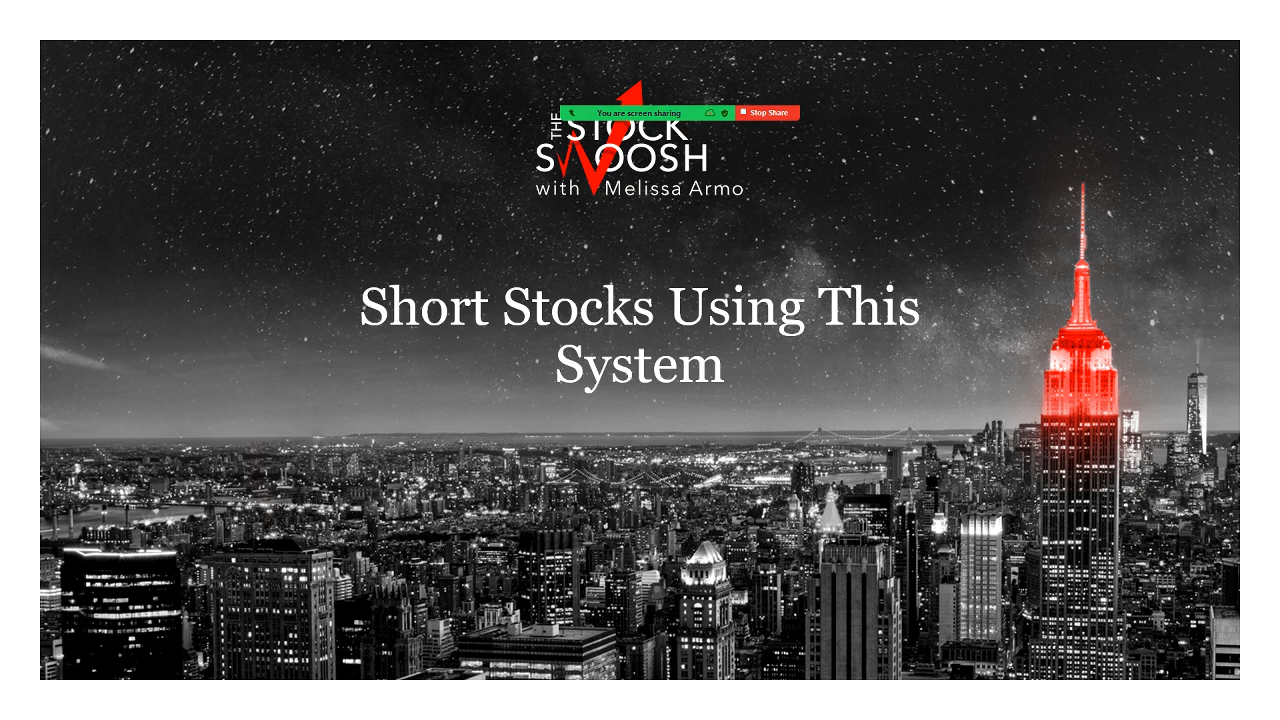 You are screen sharing
Stop Share
THE STOCK
SWOOSH
with Melissa Armo
Short Stocks Using This
System